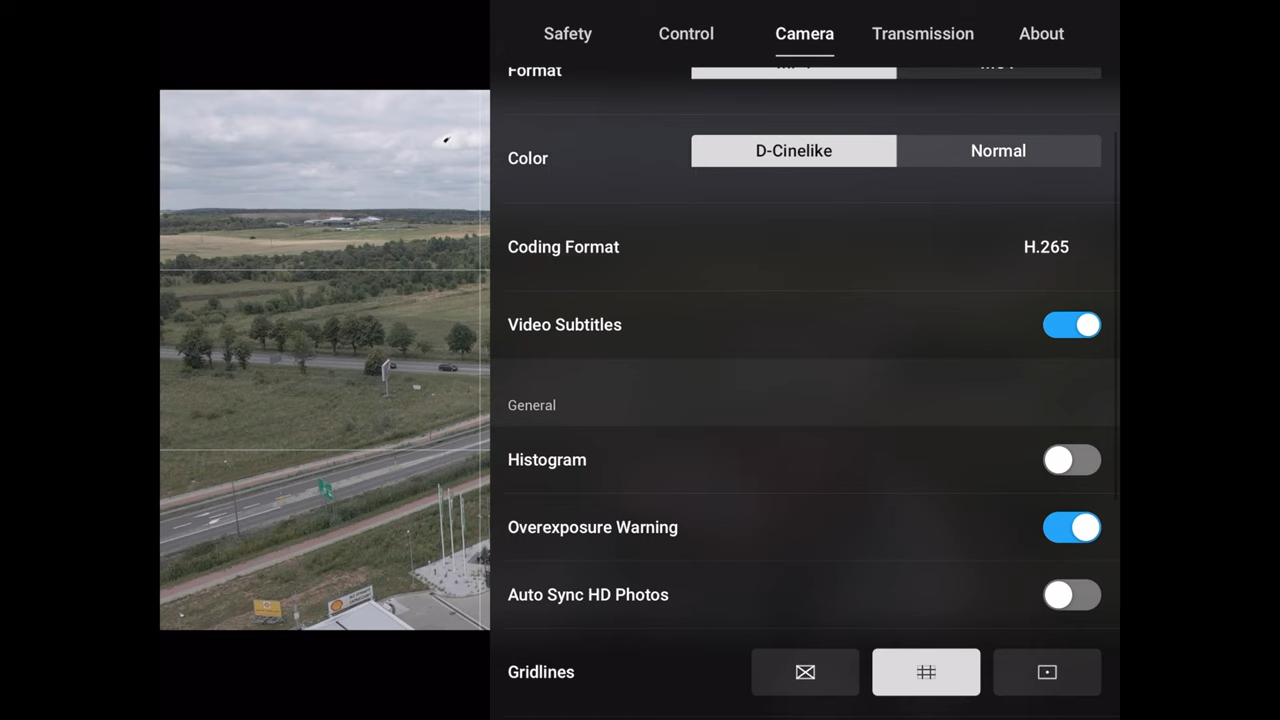 Safety Control Camera Transmission About
Format
Color D-Cinelike Normal
Coding Format H.265
Video Subtitles
General
Histogram
Overexposure Warning
Auto Sync HD Photos
Gridlines